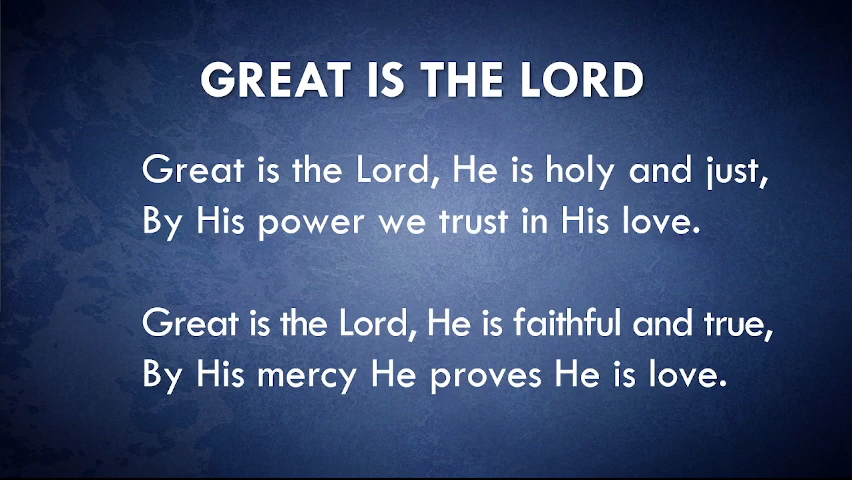 GREAT IS THE LORD
Great is the Lord, He is holy and just,
By His power we trust in His love.
Great is the Lord, He is faithful and true,
By His mercy He proves He is love.